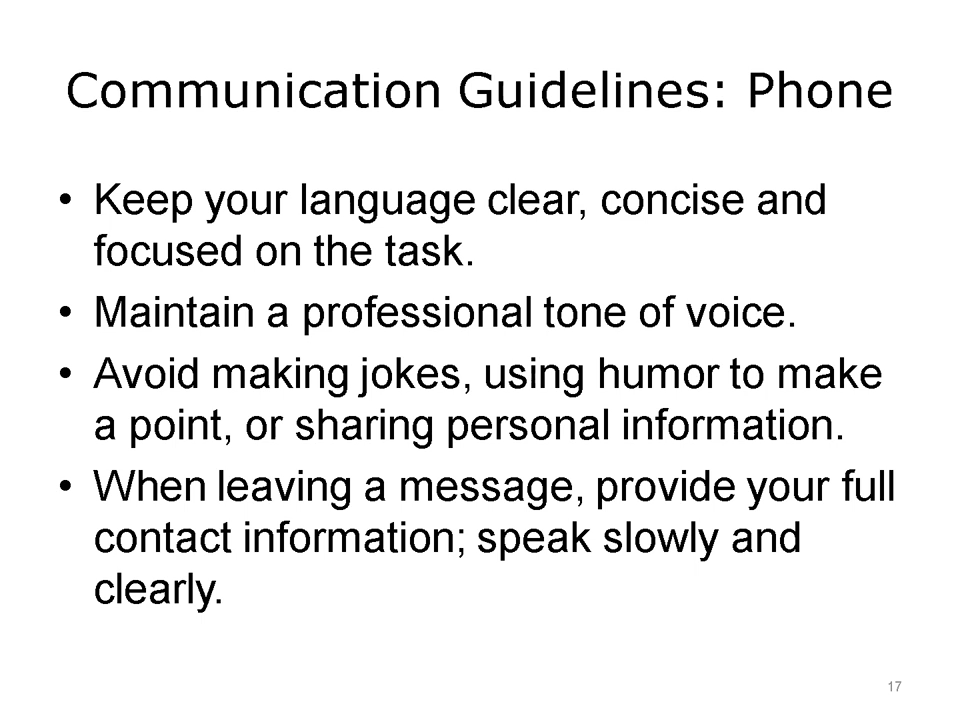 Communication Guidelines: Phone
• Keep your language clear, concise and
focused on the task.
• Maintain a professional tone of voice.
• Avoid making jokes, using humor to make
a point, or sharing personal information.
• When leaving a message, provide your full
contact information; speak slowly and
clearly.
17